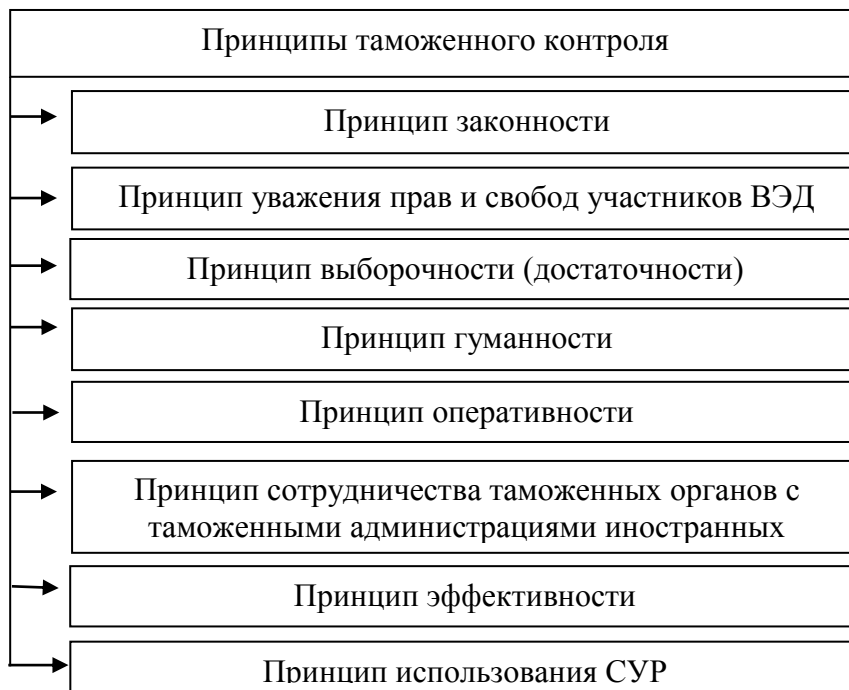 Принципы таможенного контроля
Принцип законности
Принцип уважения прав и свобод участников ВЭД
Принцип выборочности (достаточности)
Принцип гуманности
Принцип оперативности
Принцип сотрудничества таможенных органов с
таможенными администрациями иностранных
Принцип эффективности
Принцип использования СУР